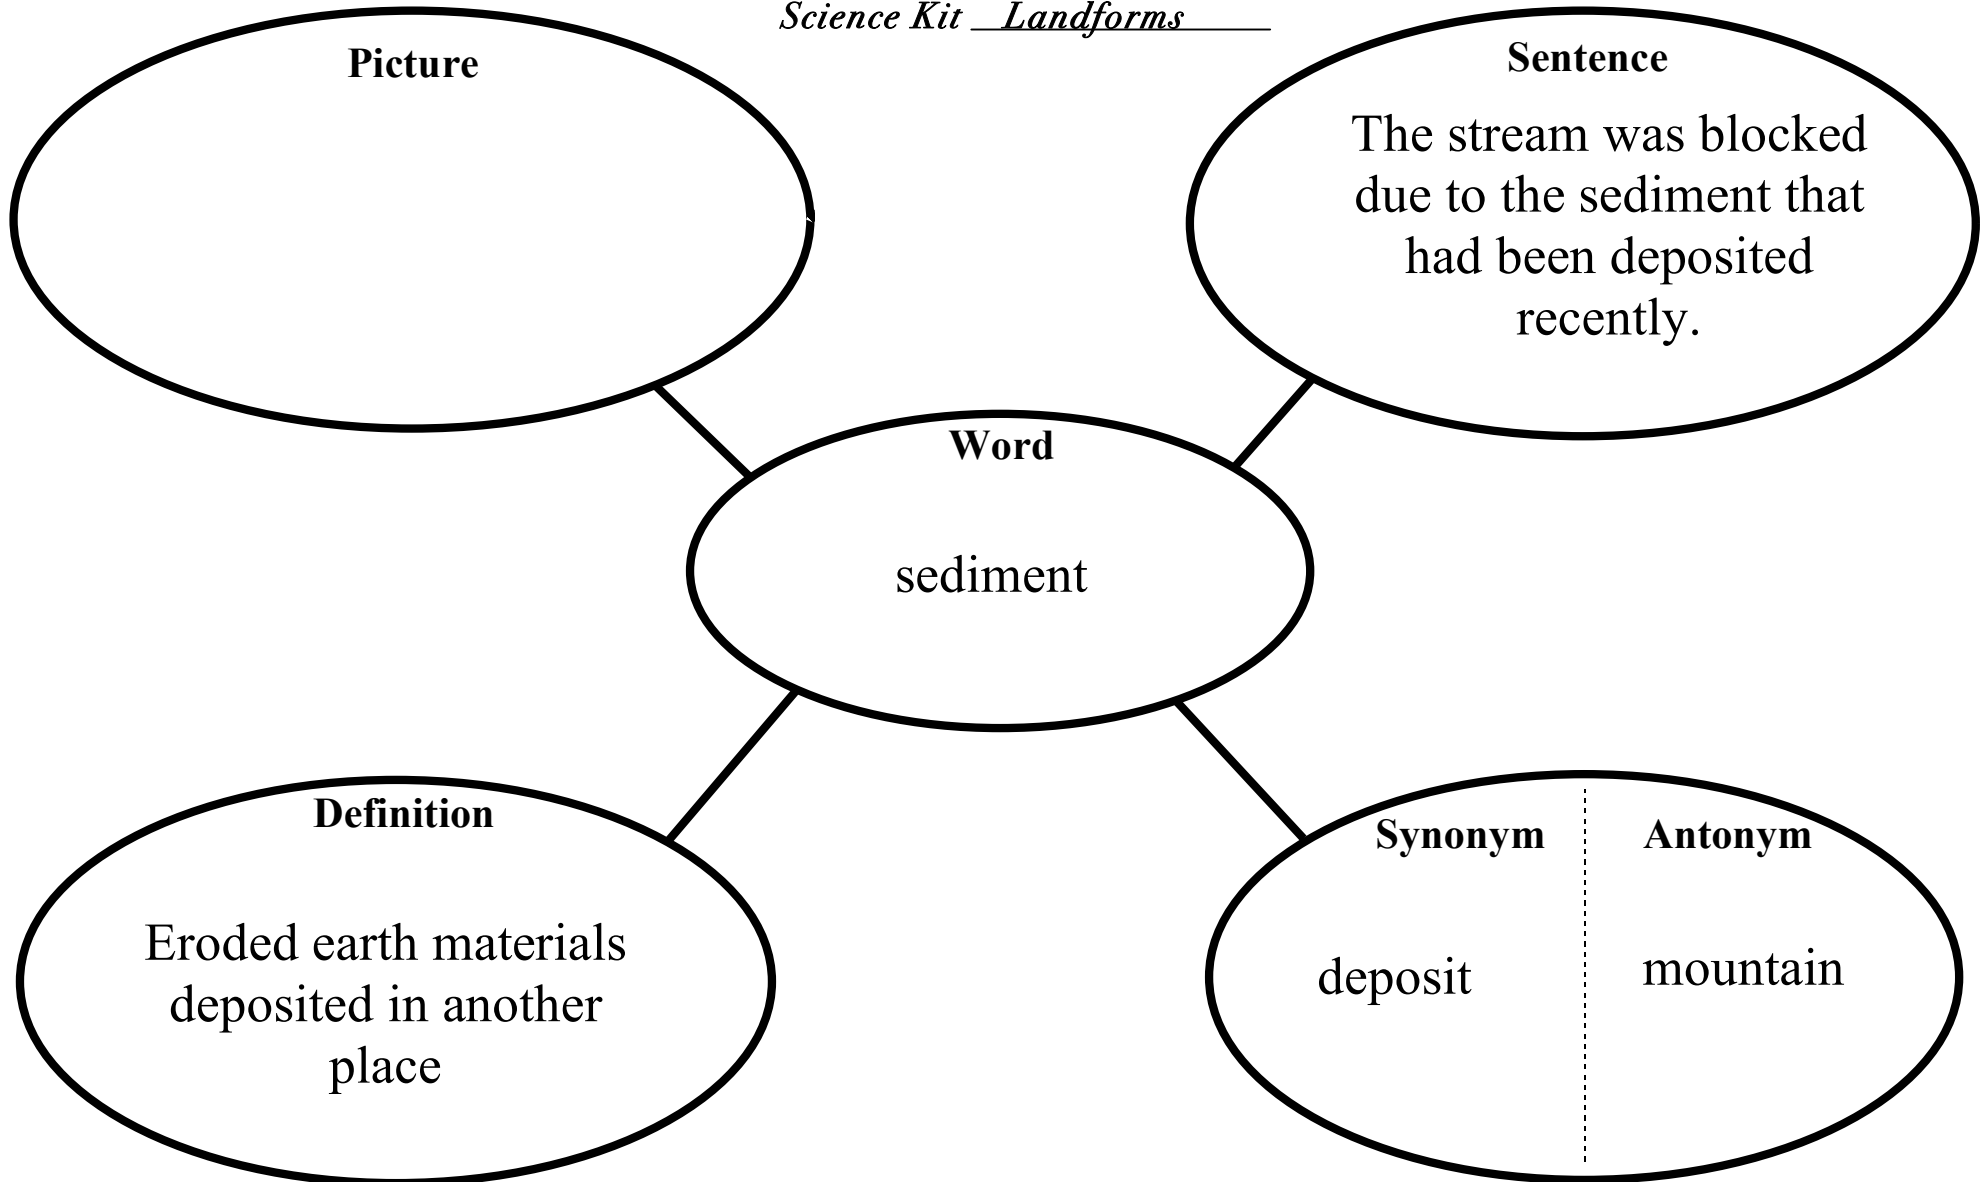 Science Kit __Landforms______
Picture
Sentence
The stream was blocked
due to the sediment that
had been deposited
recently.
Word
sediment
Definition
Eroded earth materials
deposited in another
place
Synonym
Antonym
deposit
mountain